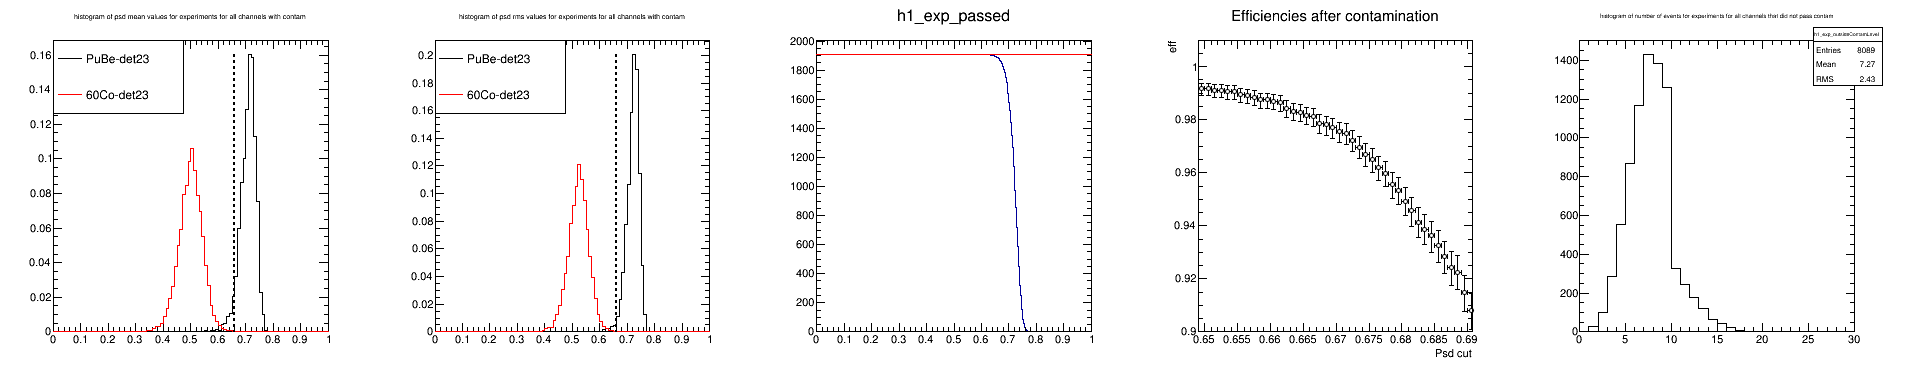 histogram of psd mean values for experiments for all channels with contam
PuBe-det23
60Co-det23
0.16
0.14
0.12
0.1
0.08
0.06
0.04
0.02
0
0 0.1 0.2 0.3 0.4 0.5 0.6 0.7 0.8 0.9 1
histogram of psd rms values for experiments for all channels with contam
PuBe-det23
60Co-det23
0.2
0.18
0.16
0.14
0.12
0.1
0.08
0.06
0.04
0.02
0
0 0.1 0.2 0.3 0.4 0.5 0.6 0.7 0.8 0.9 1
h1_exp_passed
2000
1800
1600
1400
1200
1000
800
600
400
200
0
0 0.1 0.2 0.3 0.4 0.5 0.6 0.7 0.8 0.9 1
Efficiencies after contamination
eff
1
0.98
0.96
0.94
0.92
0.9
0.65 0.655 0.66 0.665 0.67 0.675 0.68 0.685 0.69
Psd cut
histogram of number of events for experiments for all channels that did not pass contam
Entries 8089
Mean 7.27
RMS 2.43
1400
1200
1000
800
600
400
200
0
0 5 10 15 20 25 30